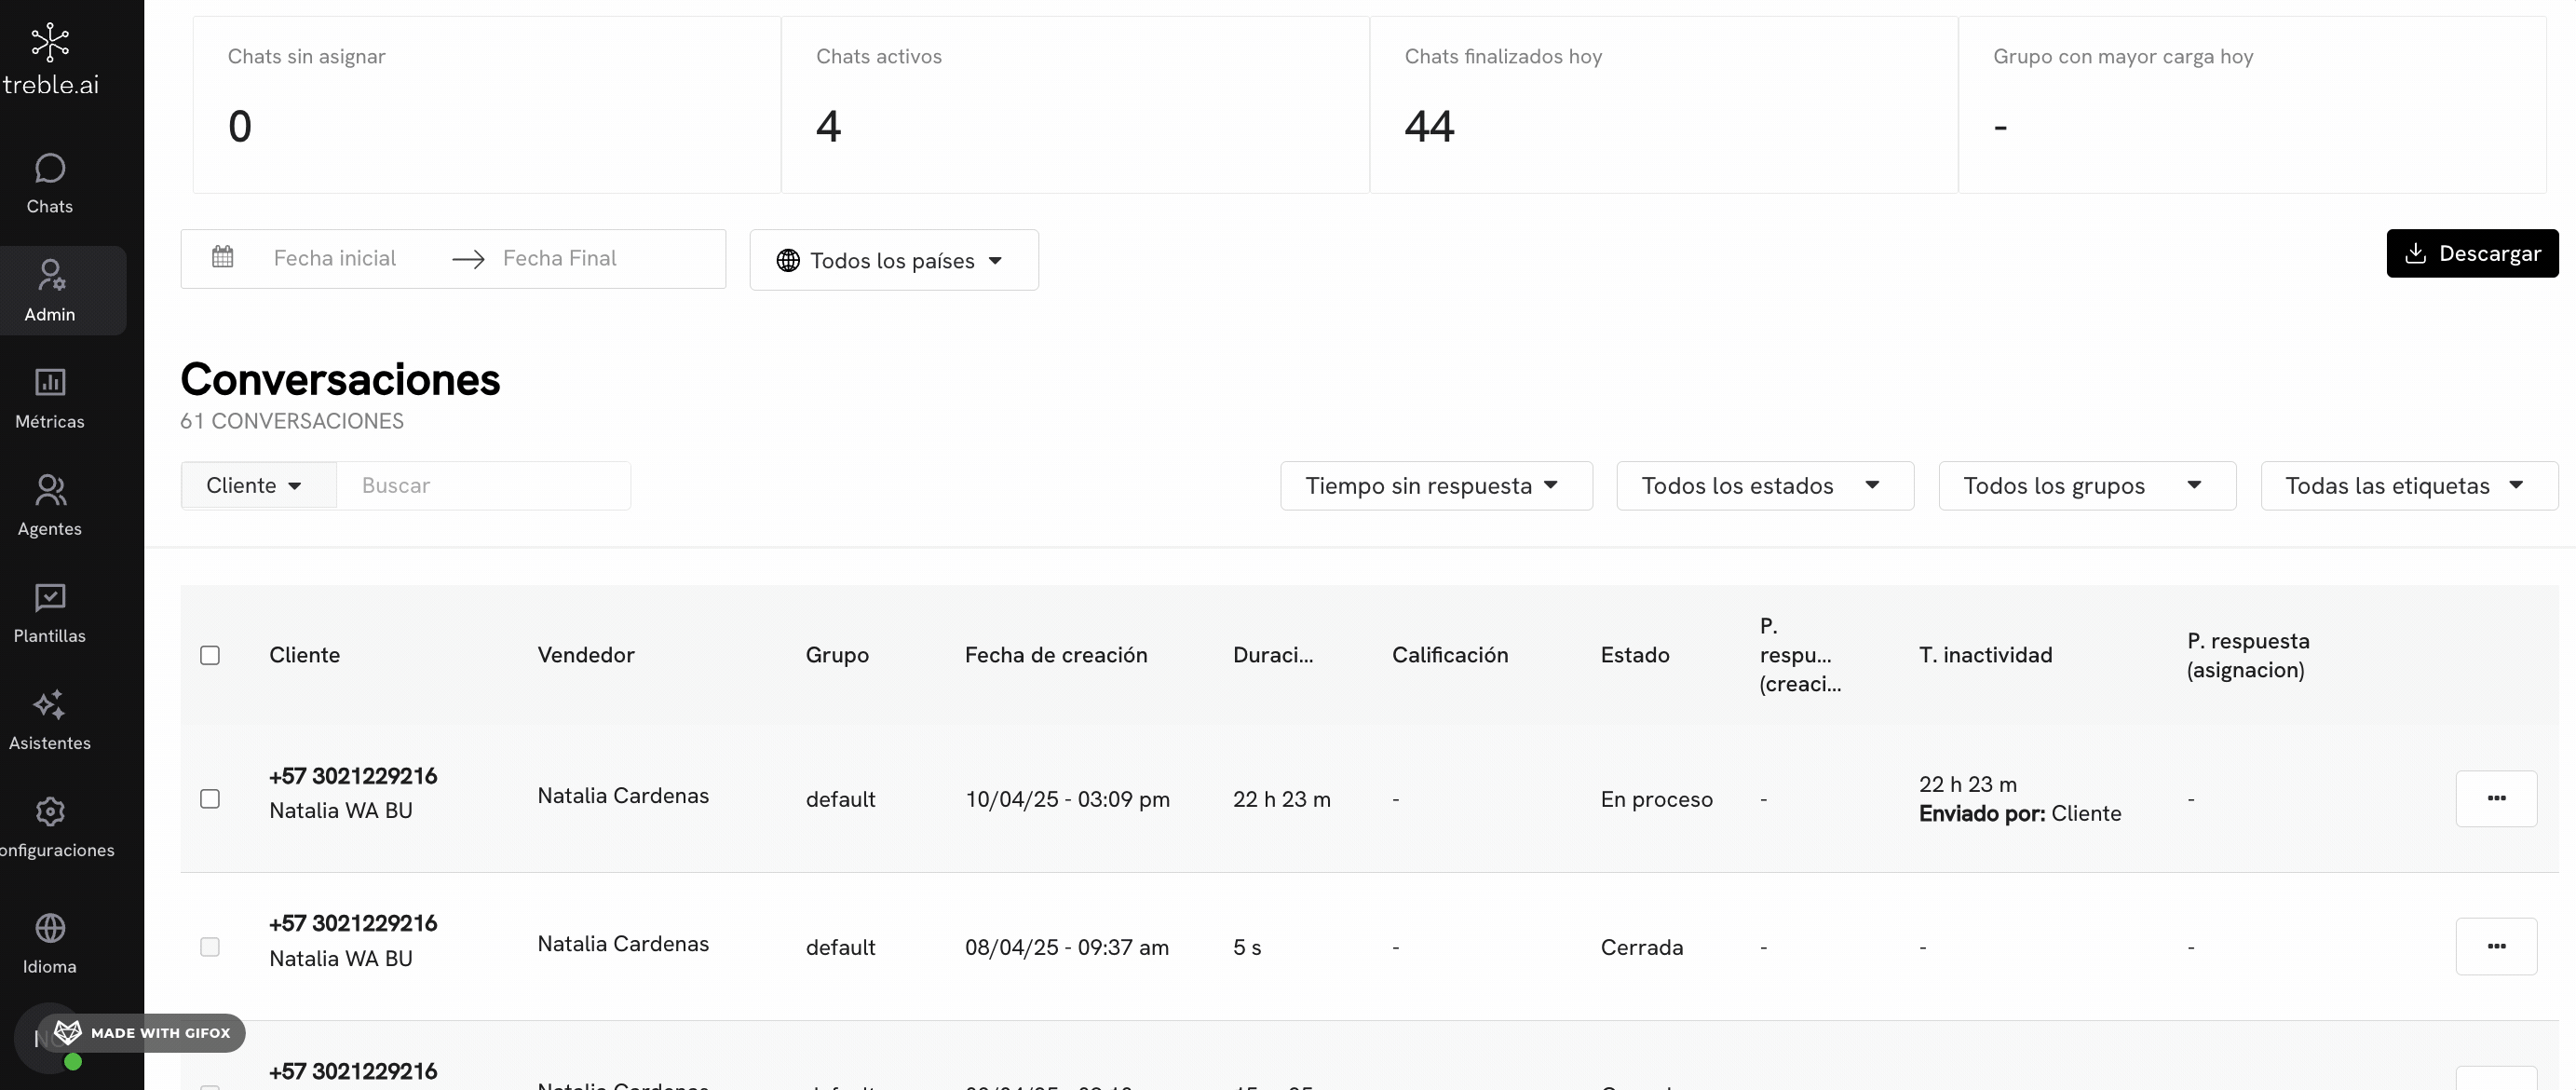 treble.ai
Chats
Admin
Métricas
Agentes
Plantillas
Asistentes
onfiguraciones
Idioma
MADE WITH GIFOX
Chats sin asignar
0
Chats activos
4
Chats finalizados hoy
44
Grupo con mayor carga hoy
-
Fecha inicial → Fecha Final
Todos los países
Descargar
Conversaciones
61 CONVERSACIONES
Cliente Buscar
Tiempo sin respuesta
Todos los estados
Todos los grupos
Todas las etiquetas
Cliente Vendedor Grupo Fecha de creación Duraci... Calificación Estado P. respu... (creaci... T. inactividad P. respuesta (asignacion)
+57 3021229216
Natalia WA BU
Natalia Cardenas default 10/04/25 - 03:09 pm 22 h 23 m - En proceso -
22 h 23 m
Enviado por: Cliente
-
+57 3021229216
Natalia WA BU
Natalia Cardenas default 08/04/25 - 09:37 am 5 s - Cerrada - - -
+57 3021229216